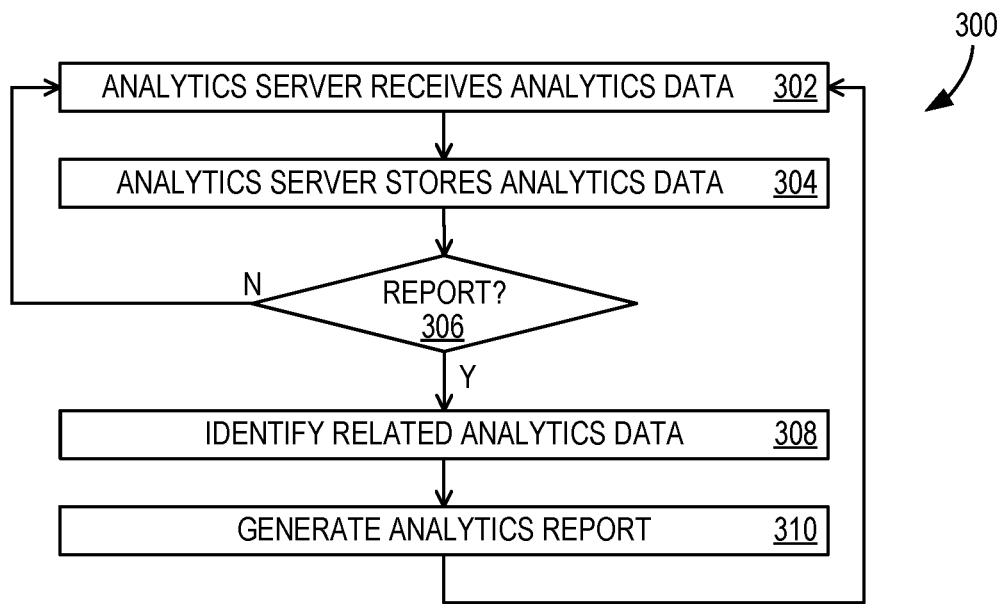 300
ANALYTICS SERVER RECEIVES ANALYTICS DATA 302
ANALYTICS SERVER STORES ANALYTICS DATA 304
N
REPORT?
306
Y
IDENTIFY RELATED ANALYTICS DATA 308
GENERATE ANALYTICS REPORT 310